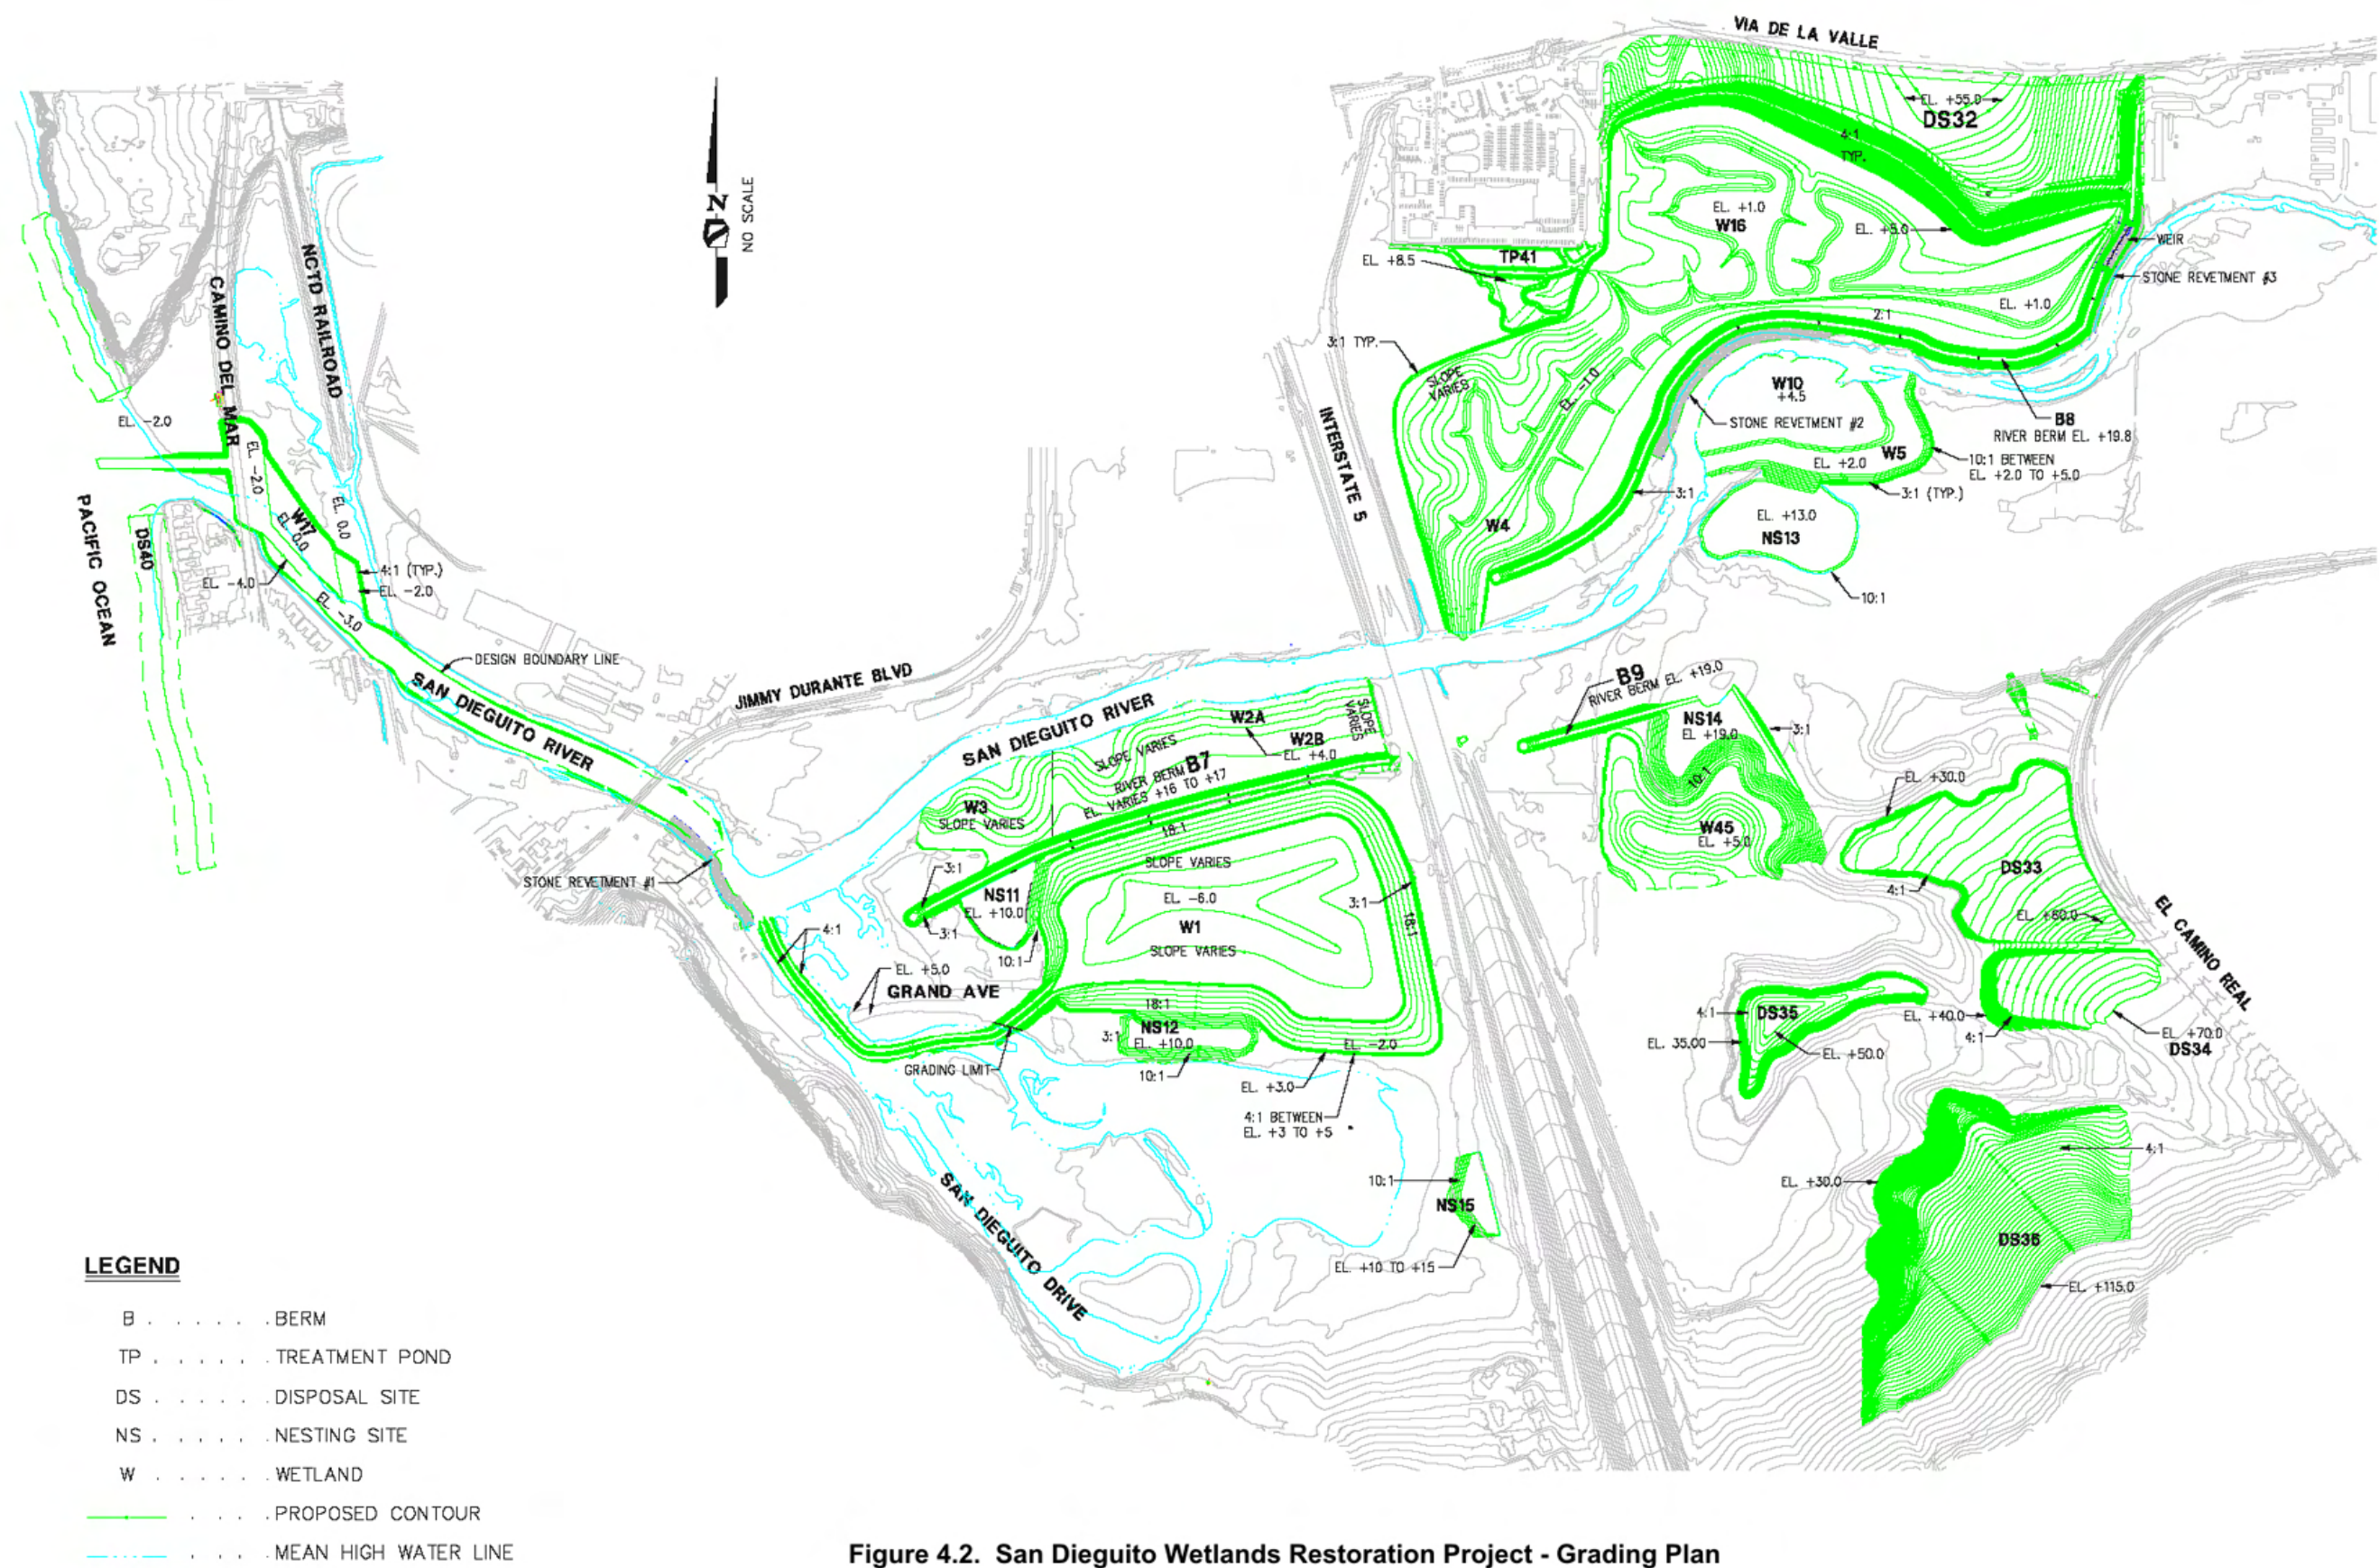 VIA DE LA VALLE
EL. +55.0
DS32
4:1
TYP.
EL. +1.0
W16
EL. +5.0
WEIR
STONE REVETMENT #3
TP41
EL +8.5
EL. +1.0
2:1
3:1 TYP.
SLOPE
VARIES
EL. -1.0
W10
+4.5
STONE REVETMENT #2
B8
RIVER BERM EL. +19.8
W5
EL. +2.0
10:1 BETWEEN
EL. +2.0 TO +5.0
3:1 (TYP.)
3:1
W4
EL. +13.0
NS13
10:1
INTERSTATE 5
N
NO SCALE
NCTD RAILROAD
CAMINO DEL MAR
EL. -2.0
EL. -2.0
EL. 0.0
W17
EL. 0.0
PACIFIC OCEAN
DS40
EL -4.0
4:1 (TYP.)
EL. -2.0
EL. -3.0
DESIGN BOUNDARY LINE
SAN DIEGUITO RIVER
JIMMY DURANTE BLVD
SAN DIEGUITO RIVER
W2A
SLOPE VARIES
W2B
EL. +4.0
SLOPE
VARIES
RIVER BERM B7
EL. VARIES +16 TO +17
W3
SLOPE VARIES
18:1
SLOPE VARIES
STONE REVETMENT #1
3:1
NS11
EL. +10.0
3:1
10:1
EL. -6.0
W1
SLOPE VARIES
3:1
18:1
4:1
EL. +5.0
GRAND AVE
18:1
NS12
3:1
EL. +10.0
10:1
EL. -2.0
GRADING LIMIT
EL. +3.0
4:1 BETWEEN
EL. +3 TO +5
B9
RIVER BERM EL. +19.0
NS14
EL +19.0
3:1
10:1
W45
EL. +5.0
EL. +30.0
DS33
4:1
EL. +60.0
EL CAMINO REAL
4:1
DS35
EL. 35.00
EL. +50.0
EL. +40.0
4:1
EL. +70.0
DS34
10:1
NS15
EL. +10 TO +15
EL. +30.0
4:1
DS36
EL. +115.0
SAN DIEGUITO DRIVE
LEGEND
B . . . . . . BERM
TP . . . . . . TREATMENT POND
DS . . . . . . DISPOSAL SITE
NS . . . . . . NESTING SITE
W . . . . . . WETLAND
. . . . PROPOSED CONTOUR
. . . . MEAN HIGH WATER LINE
Figure 4.2. San Dieguito Wetlands Restoration Project - Grading Plan